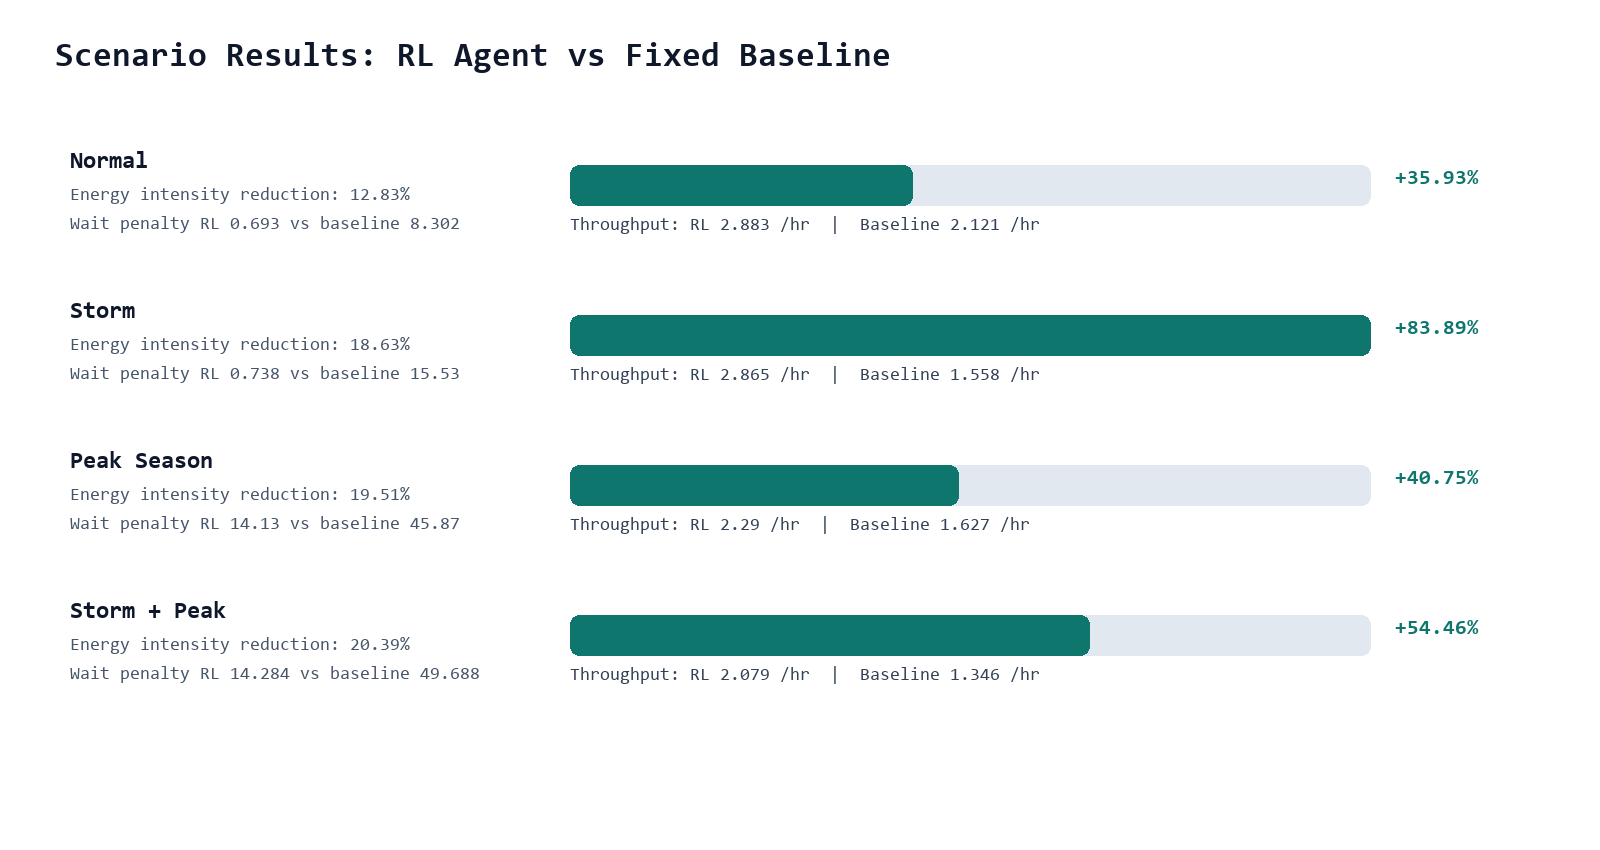 Scenario Results: RL Agent vs Fixed Baseline
Normal
Energy intensity reduction: 12.83%
Wait penalty RL 0.693 vs baseline 8.302
+35.93%
Throughput: RL 2.883 /hr | Baseline 2.121 /hr
Storm
Energy intensity reduction: 18.63%
Wait penalty RL 0.738 vs baseline 15.53
+83.89%
Throughput: RL 2.865 /hr | Baseline 1.558 /hr
Peak Season
Energy intensity reduction: 19.51%
Wait penalty RL 14.13 vs baseline 45.87
+40.75%
Throughput: RL 2.29 /hr | Baseline 1.627 /hr
Storm + Peak
Energy intensity reduction: 20.39%
Wait penalty RL 14.284 vs baseline 49.688
+54.46%
Throughput: RL 2.079 /hr | Baseline 1.346 /hr